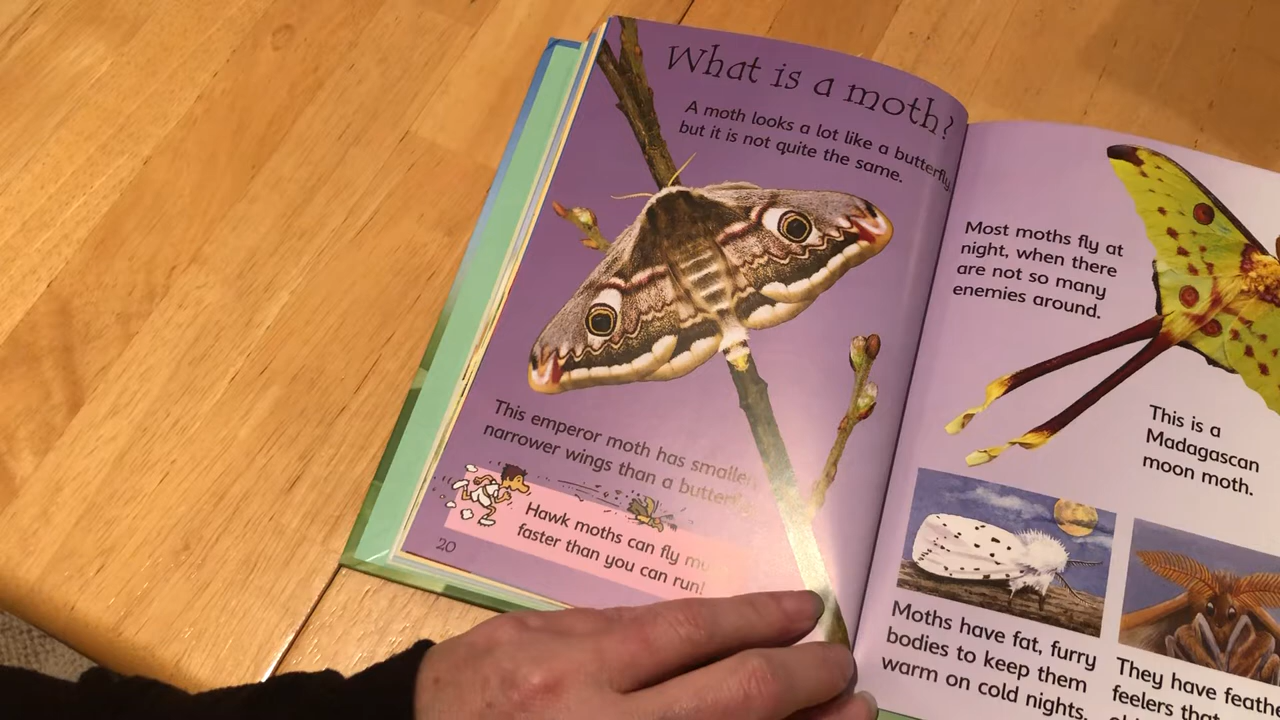 What is a moth?
A moth looks a lot like a butterfly,
but it is not quite the same.
This emperor moth has smaller,
narrower wings than a butterfly.
Hawk moths can fly
faster than you can run!
20
Most moths fly at
night, when there
are not so many
enemies around.
This is a
Madagascan
moon moth.
Moths have fat, furry
bodies to keep them
warm on cold nights.
They have
feelers